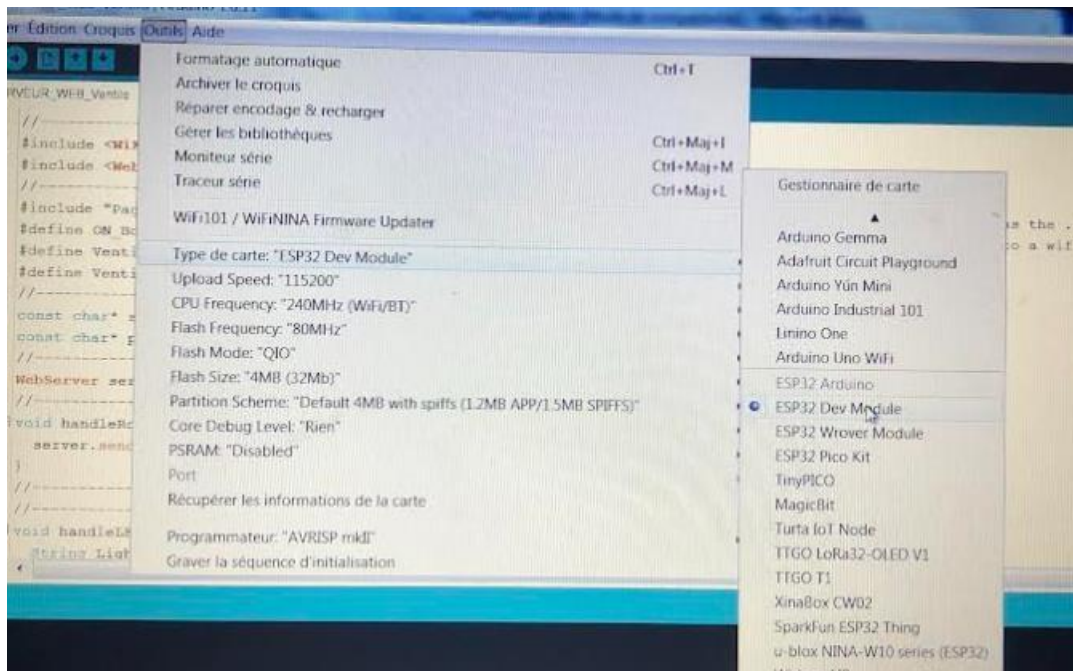 Édition Croquis Outils Aide
Formatage automatique Ctrl+T
Archiver le croquis
Réparer encodage & recharger
Gérer les bibliothèques Ctrl+Maj+I
Moniteur série Ctrl+Maj+M
Traceur série Ctrl+Maj+L
WiFi101 / WiFiNINA Firmware Updater
Type de carte: "ESP32 Dev Module"
Upload Speed: "115200"
CPU Frequency: "240MHz (WiFi/BT)"
Flash Frequency: "80MHz"
Flash Mode: "QIO"
Flash Size: "4MB (32Mb)"
Partition Scheme: "Default 4MB with spiffs (1.2MB APP/1.5MB SPIFFS)"
Core Debug Level: "Rien"
PSRAM: "Disabled"
Port
Récupérer les informations de la carte
Programmateur: "AVRISP mkII"
Graver la séquence d'initialisation
Gestionnaire de carte
Arduino Gemma
Adafruit Circuit Playground
Arduino Yún Mini
Arduino Industrial 101
Linino One
Arduino Uno WiFi
ESP32 Arduino
ESP32 Dev Module
ESP32 Wrover Module
ESP32 Pico Kit
TinyPICO
MagicBit
Turta IoT Node
TTGO LoRa32-OLED V1
TTGO T1
XinaBox CW02
SparkFun ESP32 Thing
u-blox NINA-W10 series (ESP32)
//
#include <Wi
#include <Web
//
#include "Pag
#define ON_Bo
#define Venti
#define Venti
//
const char* s
const char* p
//
WebServer ser
//
void handleRo
server.send
}
//
//
void handleLE
String Ligh